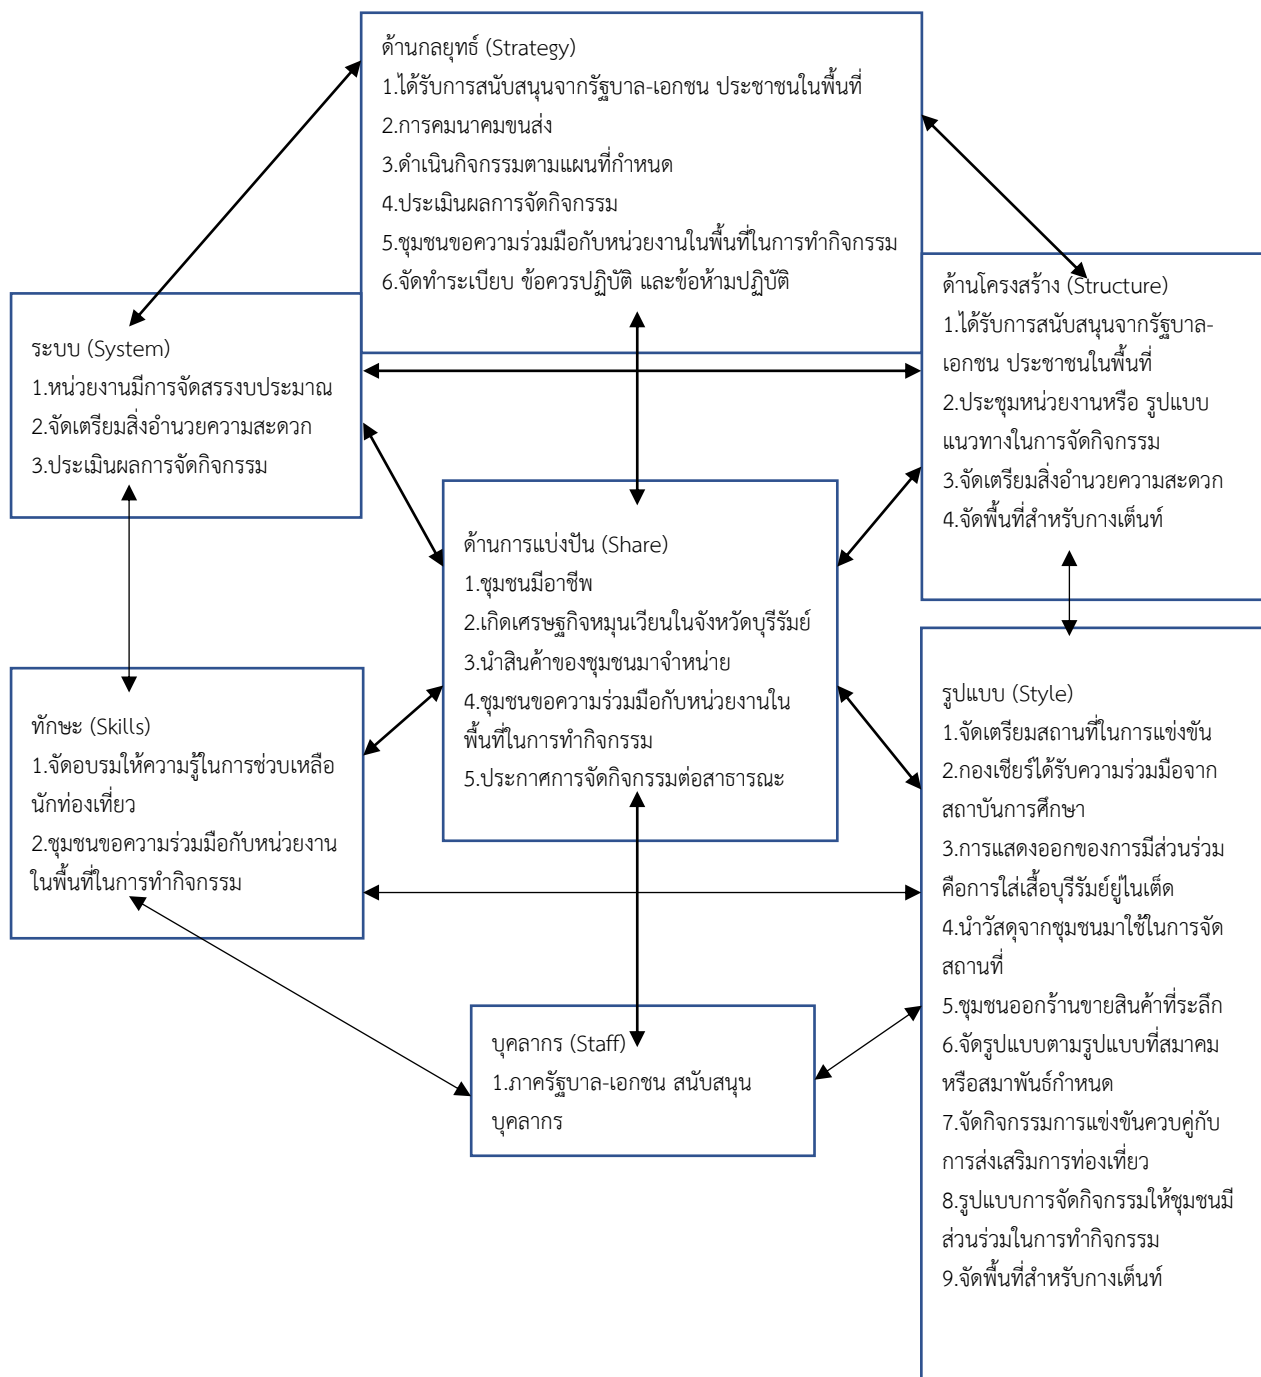 ด้านกลยุทธ์ (Strategy)
1.ได้รับการสนับสนุนจากรัฐบาล-เอกชน ประชาชนในพื้นที่
2.การคมนาคมขนส่ง
3.ดำเนินกิจกรรมตามแผนที่กำหนด
4.ประเมินผลการจัดกิจกรรม
5.ชุมชนขอความร่วมมือกับหน่วยงานในพื้นที่ในการทำกิจกรรม
6.จัดทำระเบียบ ข้อควรปฏิบัติ และข้อห้ามปฏิบัติ
ระบบ (System)
1.หน่วยงานมีการจัดสรรงบประมาณ
2.จัดเตรียมสิ่งอำนวยความสะดวก
3.ประเมินผลการจัดกิจกรรม
ด้านโครงสร้าง (Structure)
1.ได้รับการสนับสนุนจากรัฐบาล-
เอกชน ประชาชนในพื้นที่
2.ประชุมหน่วยงานหรือ รูปแบบ
แนวทางในการจัดกิจกรรม
3.จัดเตรียมสิ่งอำนวยความสะดวก
4.จัดพื้นที่สำหรับกางเต็นท์
ด้านการแบ่งปัน (Share)
1.ชุมชนมีอาชีพ
2.เกิดเศรษฐกิจหมุนเวียนในจังหวัดบุรีรัมย์
3.นำสินค้าของชุมชนมาจำหน่าย
4.ชุมชนขอความร่วมมือกับหน่วยงานใน
พื้นที่ในการทำกิจกรรม
5.ประกาศการจัดกิจกรรมต่อสาธารณะ
ทักษะ (Skills)
1.จัดอบรมให้ความรู้ในการช่วบเหลือ
นักท่องเที่ยว
2.ชุมชนขอความร่วมมือกับหน่วยงาน
ในพื้นที่ในการทำกิจกรรม
รูปแบบ (Style)
1.จัดเตรียมสถานที่ในการแข่งขัน
2.กองเชียร์ได้รับความร่วมมือจาก
สถาบันการศึกษา
3.การแสดงออกของการมีส่วนร่วม
คือการใส่เสื้อบุรีรัมย์ยู่ไนเต็ด
4.นำวัสดุจากชุมชนมาใช้ในการจัด
สถานที่
5.ชุมชนออกร้านขายสินค้าที่ระลึก
6.จัดรูปแบบตามรูปแบบที่สมาคม
หรือสมาพันธ์กำหนด
7.จัดกิจกรรมการแข่งขันควบคู่กับ
การส่งเสริมการท่องเที่ยว
8.รูปแบบการจัดกิจกรรมให้ชุมชนมี
ส่วนร่วมในการทำกิจกรรม
9.จัดพื้นที่สำหรับกางเต็นท์
บุคลากร (Staff)
1.ภาครัฐบาล-เอกชน สนับสนุน
บุคลากร